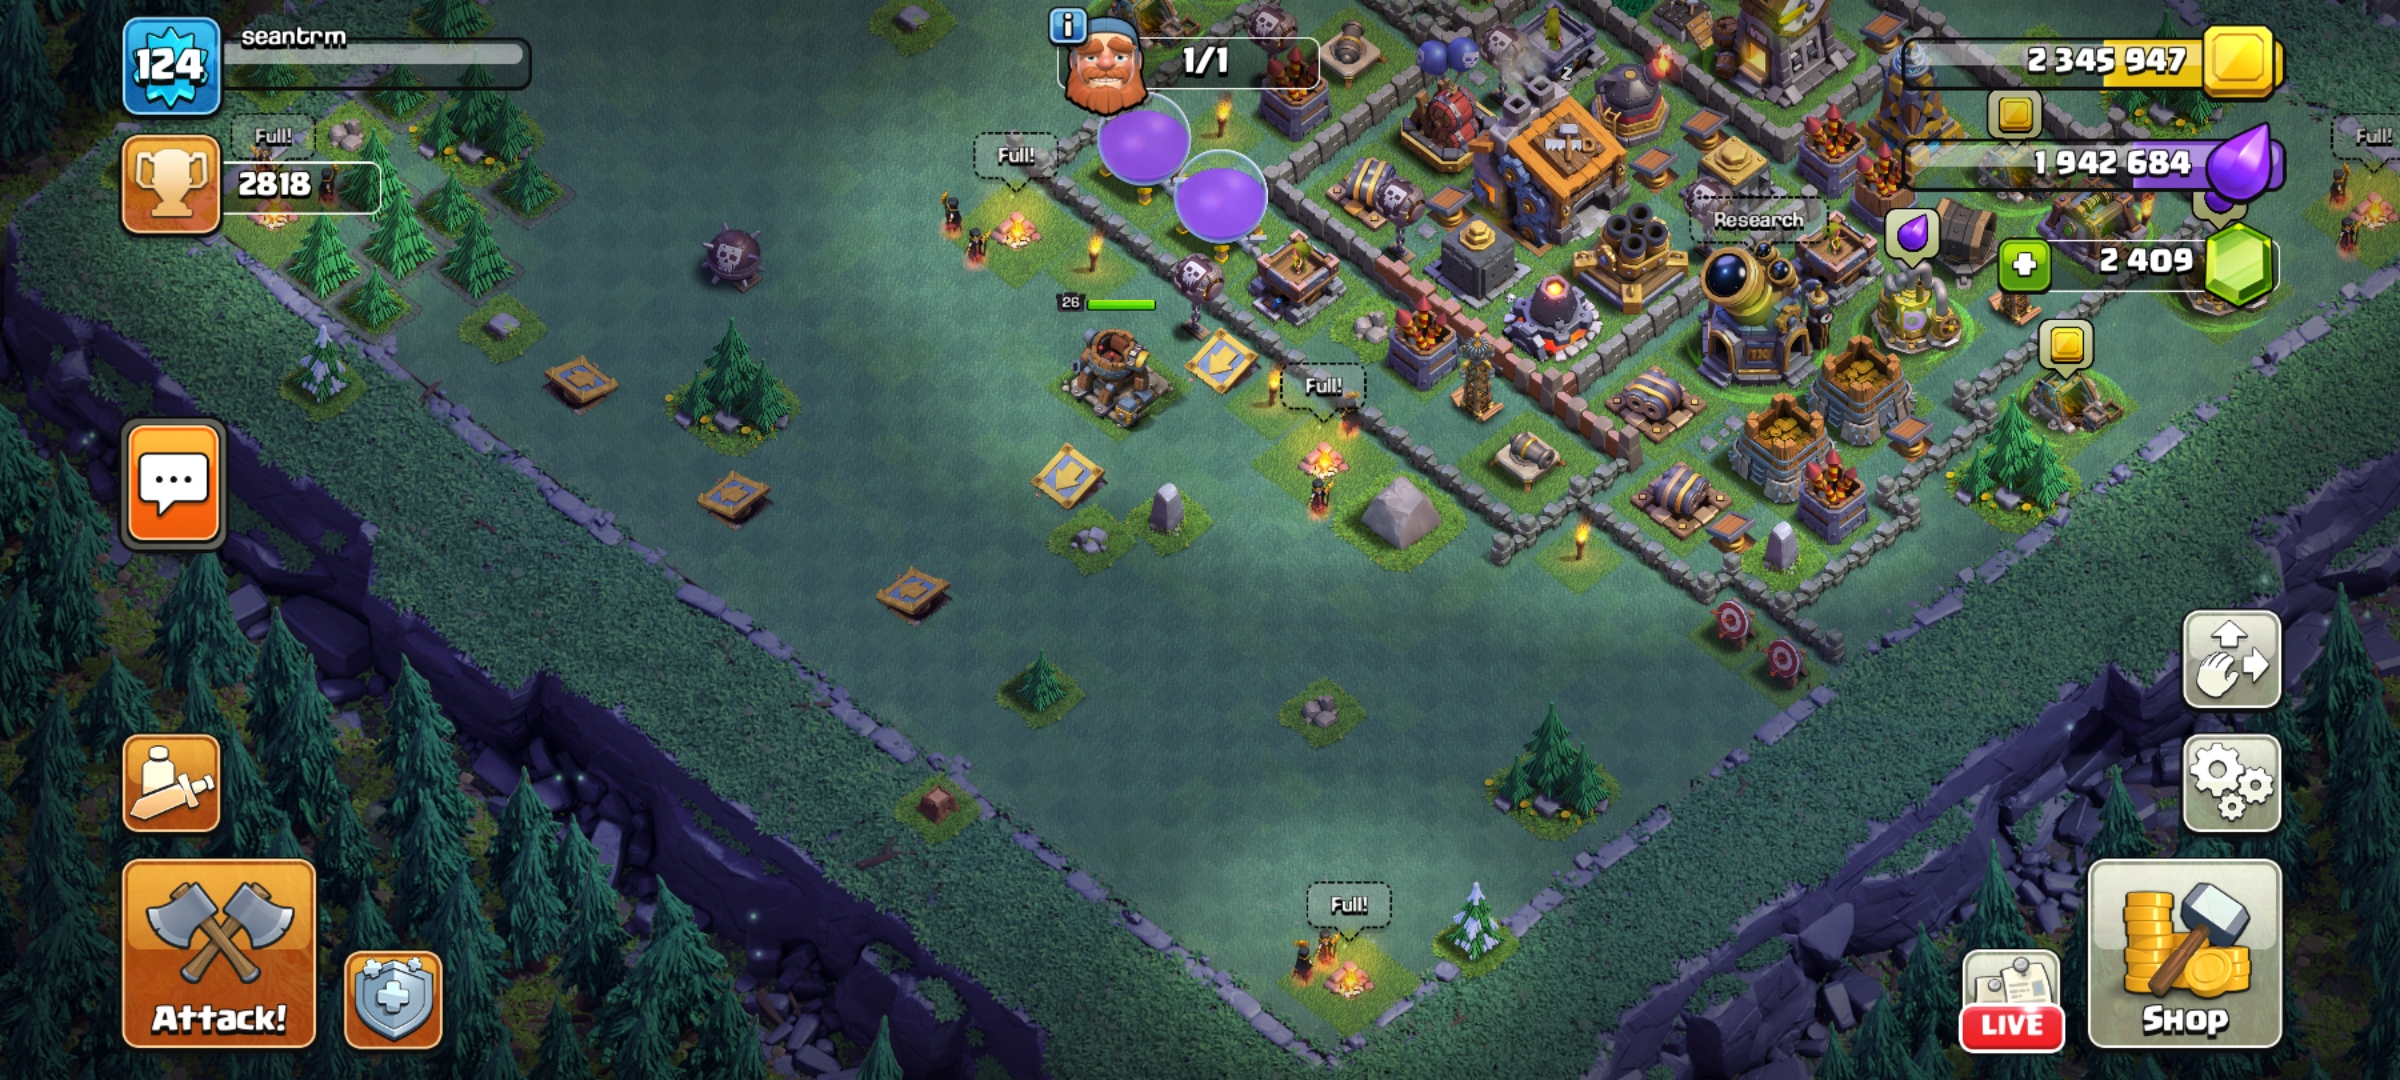 124
seantrm
i
1/1
2 345 947
Full!
2818
Full!
1 942 684
Full!
Research
2 409
26
Full!
Full!
Attack!
LIVE
Shop